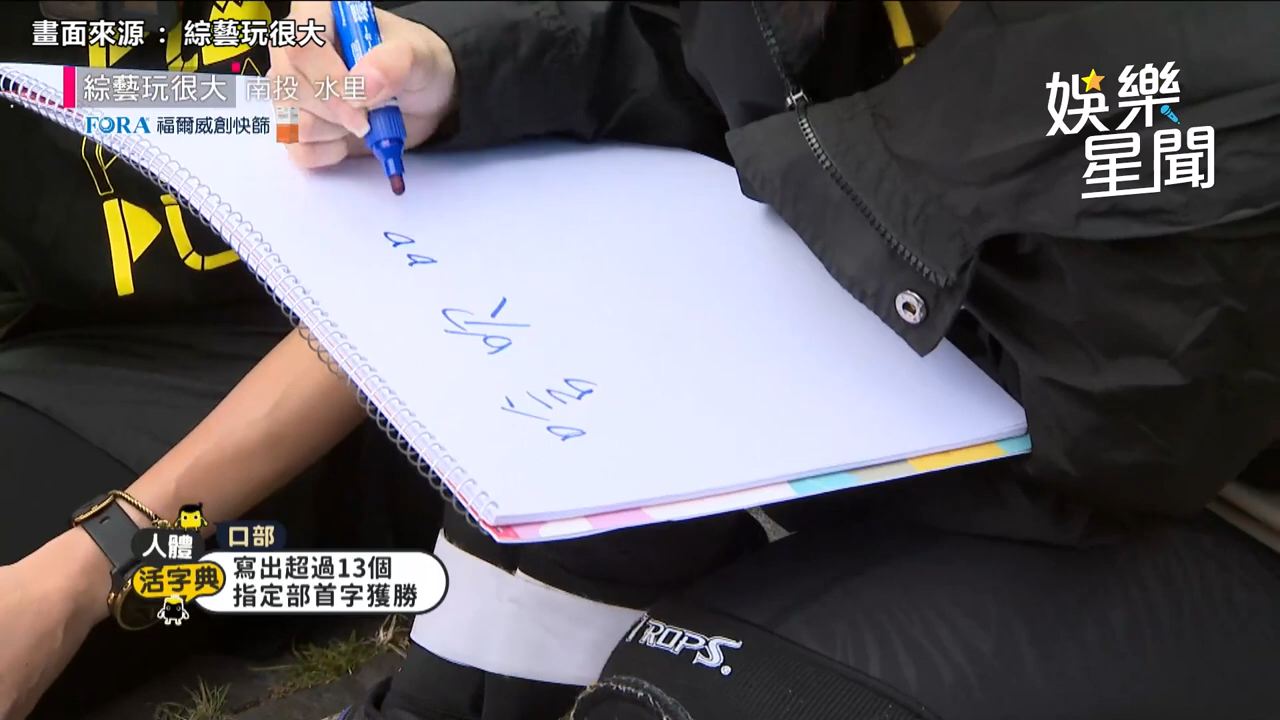 畫面來源 : 綜藝玩很大
綜藝玩很大 南投 水里
FORA 福爾威創快篩
娛樂
星聞
口部
人體
活字典
寫出超過13個
指定部首字獲勝
TROPS.